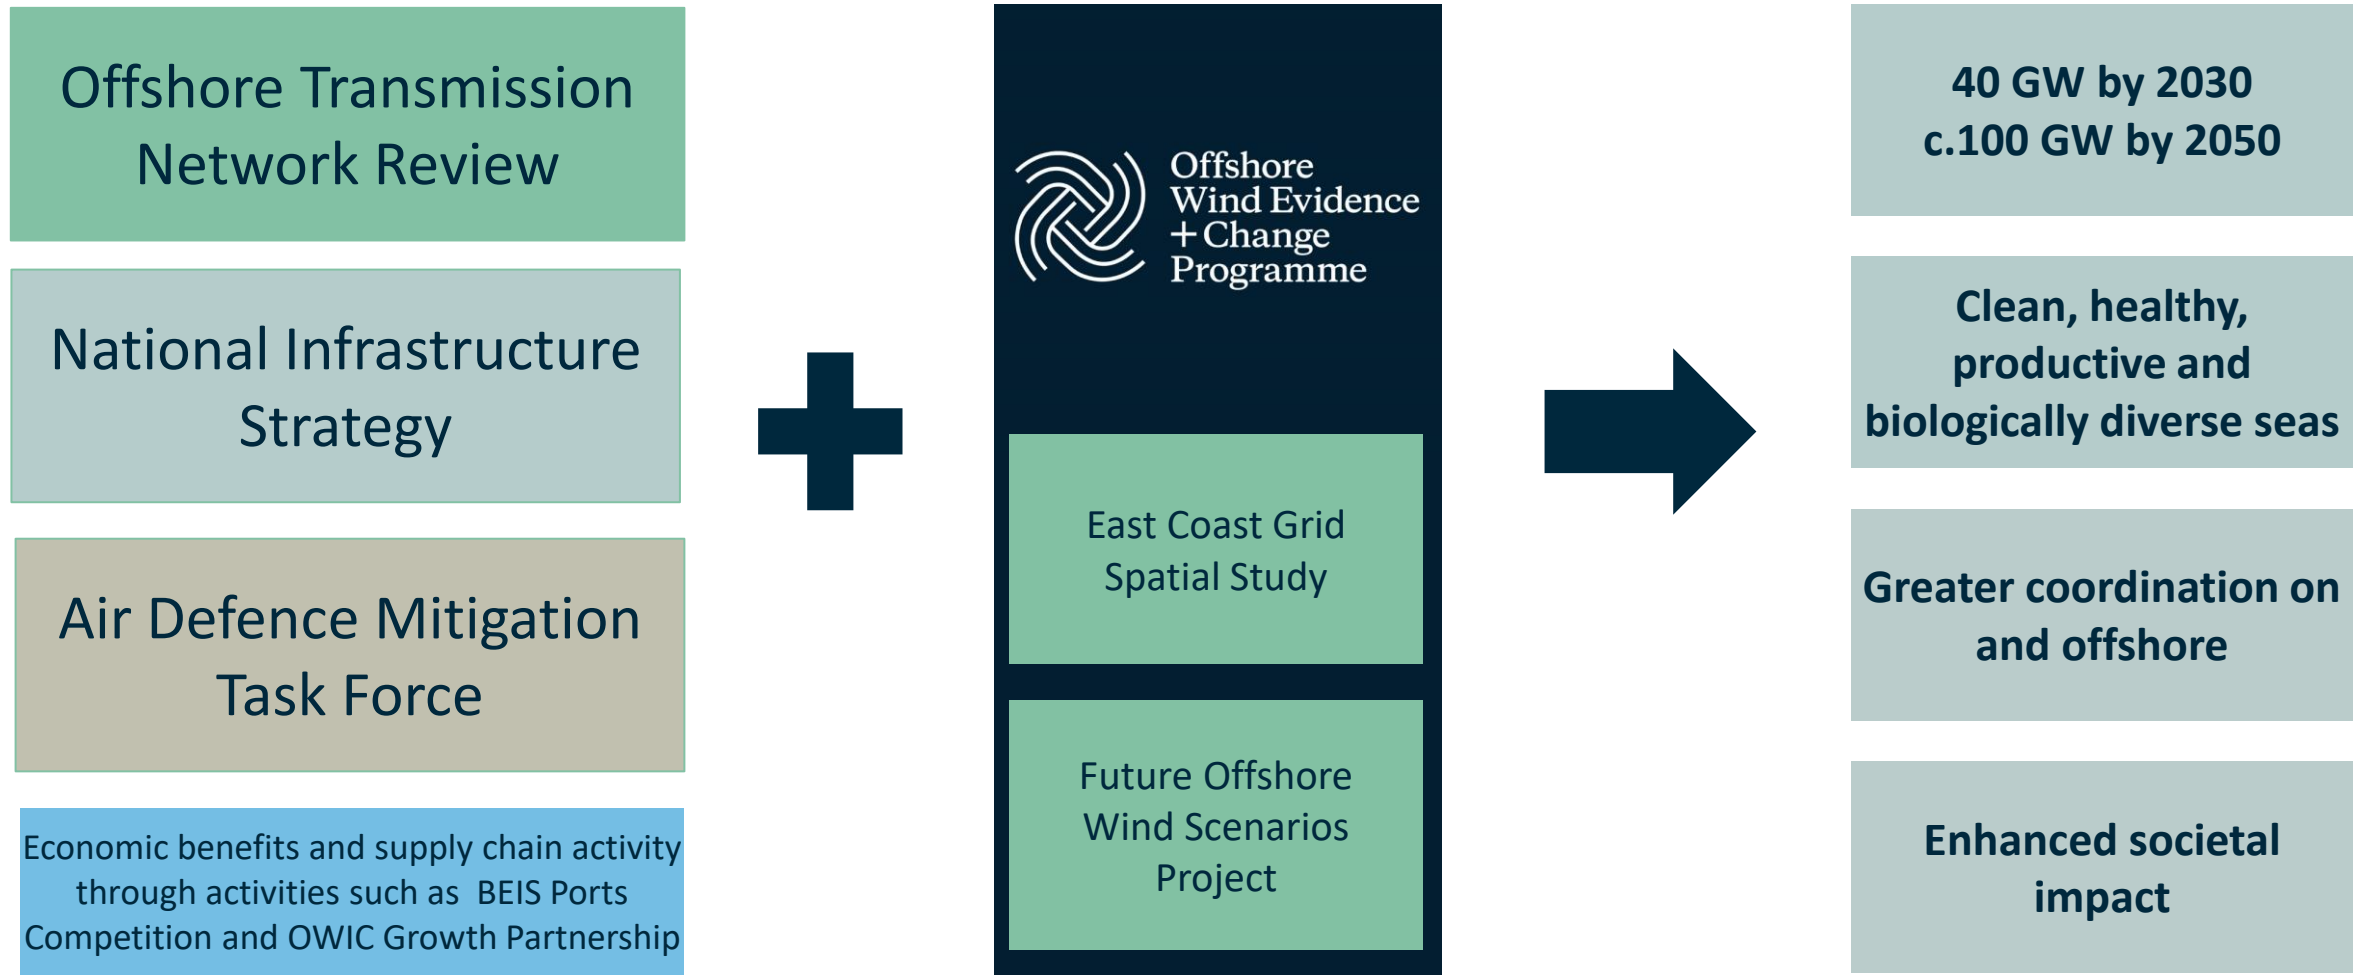 Offshore Transmission
Network Review
National Infrastructure
Strategy
Air Defence Mitigation
Task Force
Economic benefits and supply chain activity
through activities such as BEIS Ports
Competition and OWIC Growth Partnership
Offshore
Wind Evidence
+Change
Programme
East Coast Grid
Spatial Study
Future Offshore
Wind Scenarios
Project
40 GW by 2030
c.100 GW by 2050
Clean, healthy,
productive and
biologically diverse seas
Greater coordination on
and offshore
Enhanced societal
impact